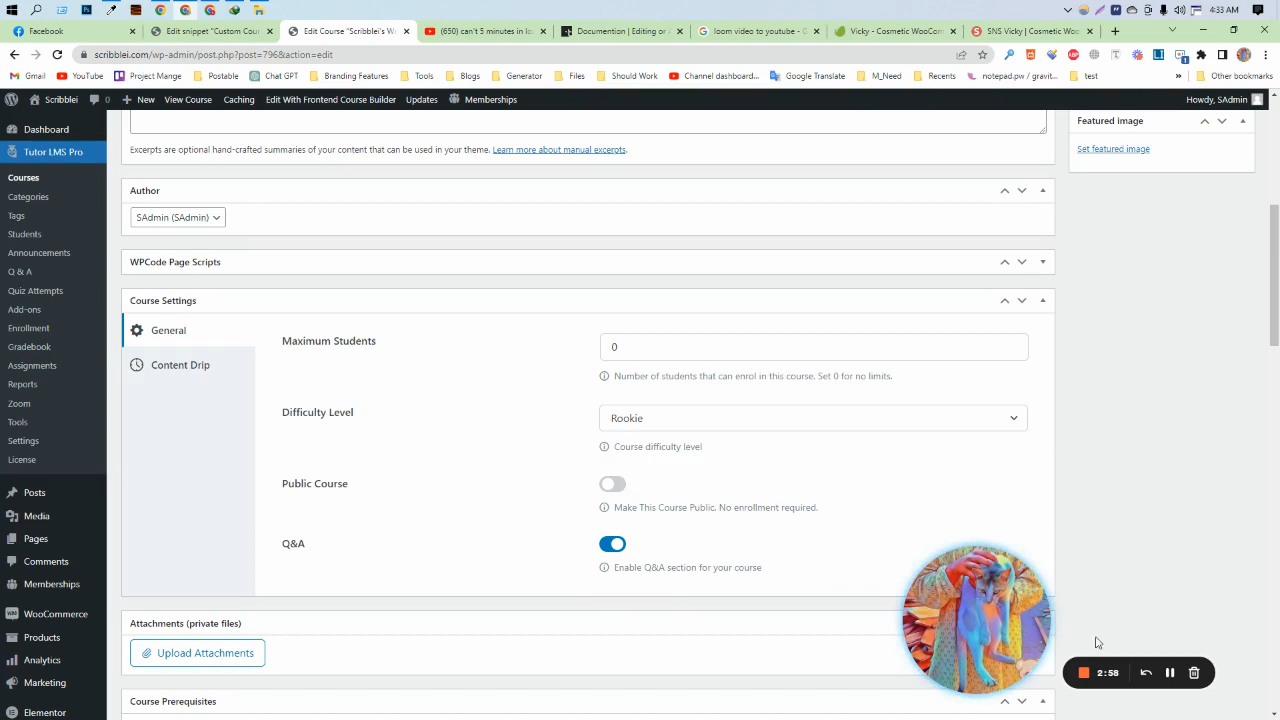 4:33 AM
Facebook
Edit snippet "Custom Cou
Edit Course "Scribblei's W
(650) can't 5 minutes in lo
Documention | Editing or A
loom video to youtube - G
Vicky - Cosmetic WooCom
SNS Vicky | Cosmetic Woo
scribblei.com/wp-admin/post.php?post=796&action=edit
Gmail
YouTube
Project Mange
Postable
Chat GPT
Branding Features
Tools
Blogs
Generator
Files
Should Work
Channel dashboard...
Google Translate
M_Need
Recents
notepad.pw / gravit...
test
Other bookmarks
Scribblei
0
New
View Course
Caching
Edit With Frontend Course Builder
Updates
Memberships
Howdy, SAdmin
Dashboard
Tutor LMS Pro
Courses
Categories
Tags
Students
Announcements
Q & A
Quiz Attempts
Add-ons
Enrollment
Gradebook
Assignments
Reports
Zoom
Tools
Settings
License
Posts
Media
Pages
Comments
Memberships
WooCommerce
Products
Analytics
Marketing
Elementor
Excerpts are optional hand-crafted summaries of your content that can be used in your theme. Learn more about manual excerpts.
Author
SAdmin (SAdmin)
WPCode Page Scripts
Course Settings
General
Content Drip
Maximum Students
0
Number of students that can enrol in this course. Set 0 for no limits.
Difficulty Level
Rookie
Course difficulty level
Public Course
Make This Course Public. No enrollment required.
Q&A
Enable Q&A section for your course
Attachments (private files)
Upload Attachments
Course Prerequisites
Featured image
Set featured image
2:58